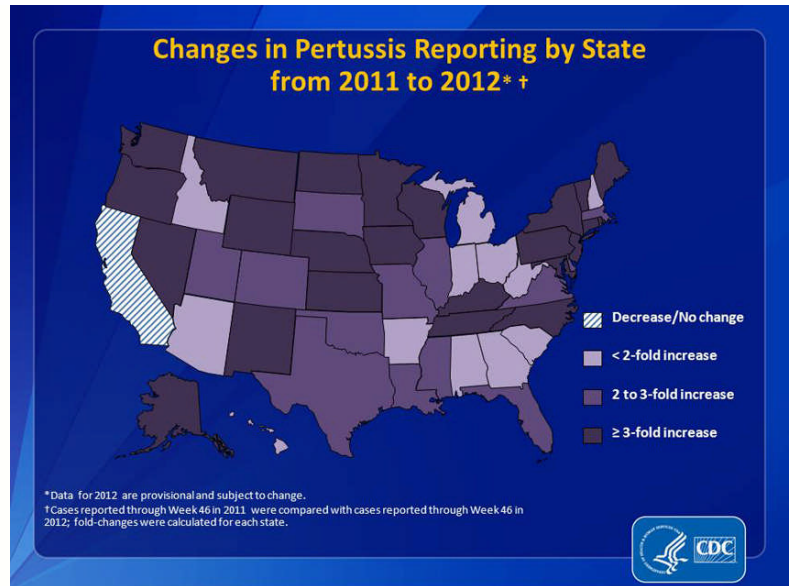 Changes in Pertussis Reporting by State
from 2011 to 2012* †
Decrease/No change
< 2-fold increase
2 to 3-fold increase
≥ 3-fold increase
*Data for 2012 are provisional and subject to change.
†Cases reported through Week 46 in 2011 were compared with cases reported through Week 46 in
2012; fold-changes were calculated for each state.
CDC